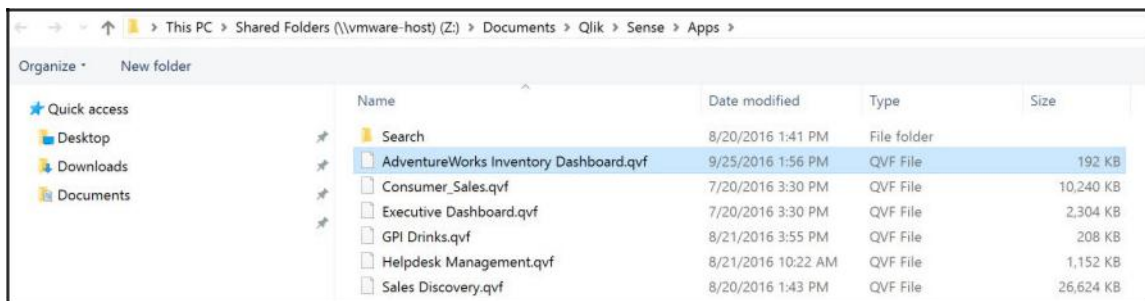 > This PC > Shared Folders (\\vmware-host) (Z:) > Documents > Qlik > Sense > Apps >
Organize New folder
Name Date modified Type Size
Quick access
Desktop
Downloads
Documents
Search 8/20/2016 1:41 PM File folder
AdventureWorks Inventory Dashboard.qvf 9/25/2016 1:56 PM QVF File 192 KB
Consumer_Sales.qvf 7/20/2016 3:30 PM QVF File 10,240 KB
Executive Dashboard.qvf 7/20/2016 3:30 PM QVF File 2,304 KB
GPI Drinks.qvf 8/21/2016 3:55 PM QVF File 208 KB
Helpdesk Management.qvf 8/21/2016 10:22 AM QVF File 1,152 KB
Sales Discovery.qvf 8/20/2016 1:43 PM QVF File 26,624 KB